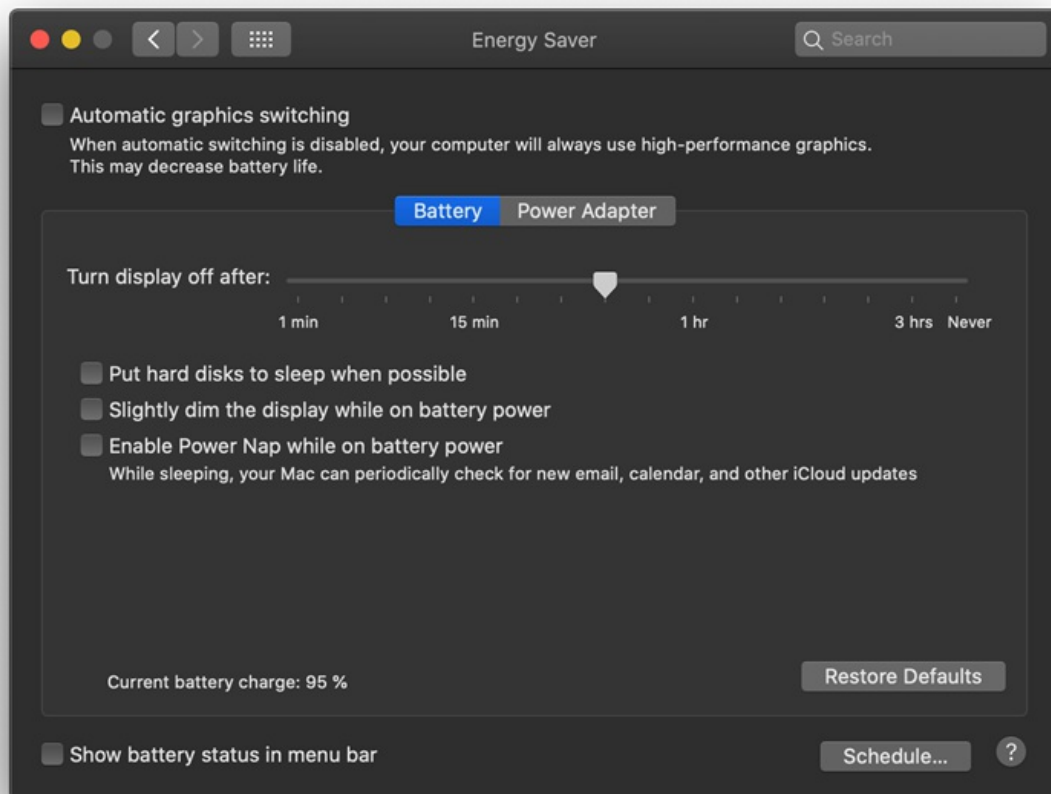 Energy Saver
Search
Automatic graphics switching
When automatic switching is disabled, your computer will always use high-performance graphics.
This may decrease battery life.
Battery Power Adapter
Turn display off after:
1 min 15 min 1 hr 3 hrs Never
Put hard disks to sleep when possible
Slightly dim the display while on battery power
Enable Power Nap while on battery power
While sleeping, your Mac can periodically check for new email, calendar, and other iCloud updates
Current battery charge: 95 %
Restore Defaults
Show battery status in menu bar
Schedule...
?